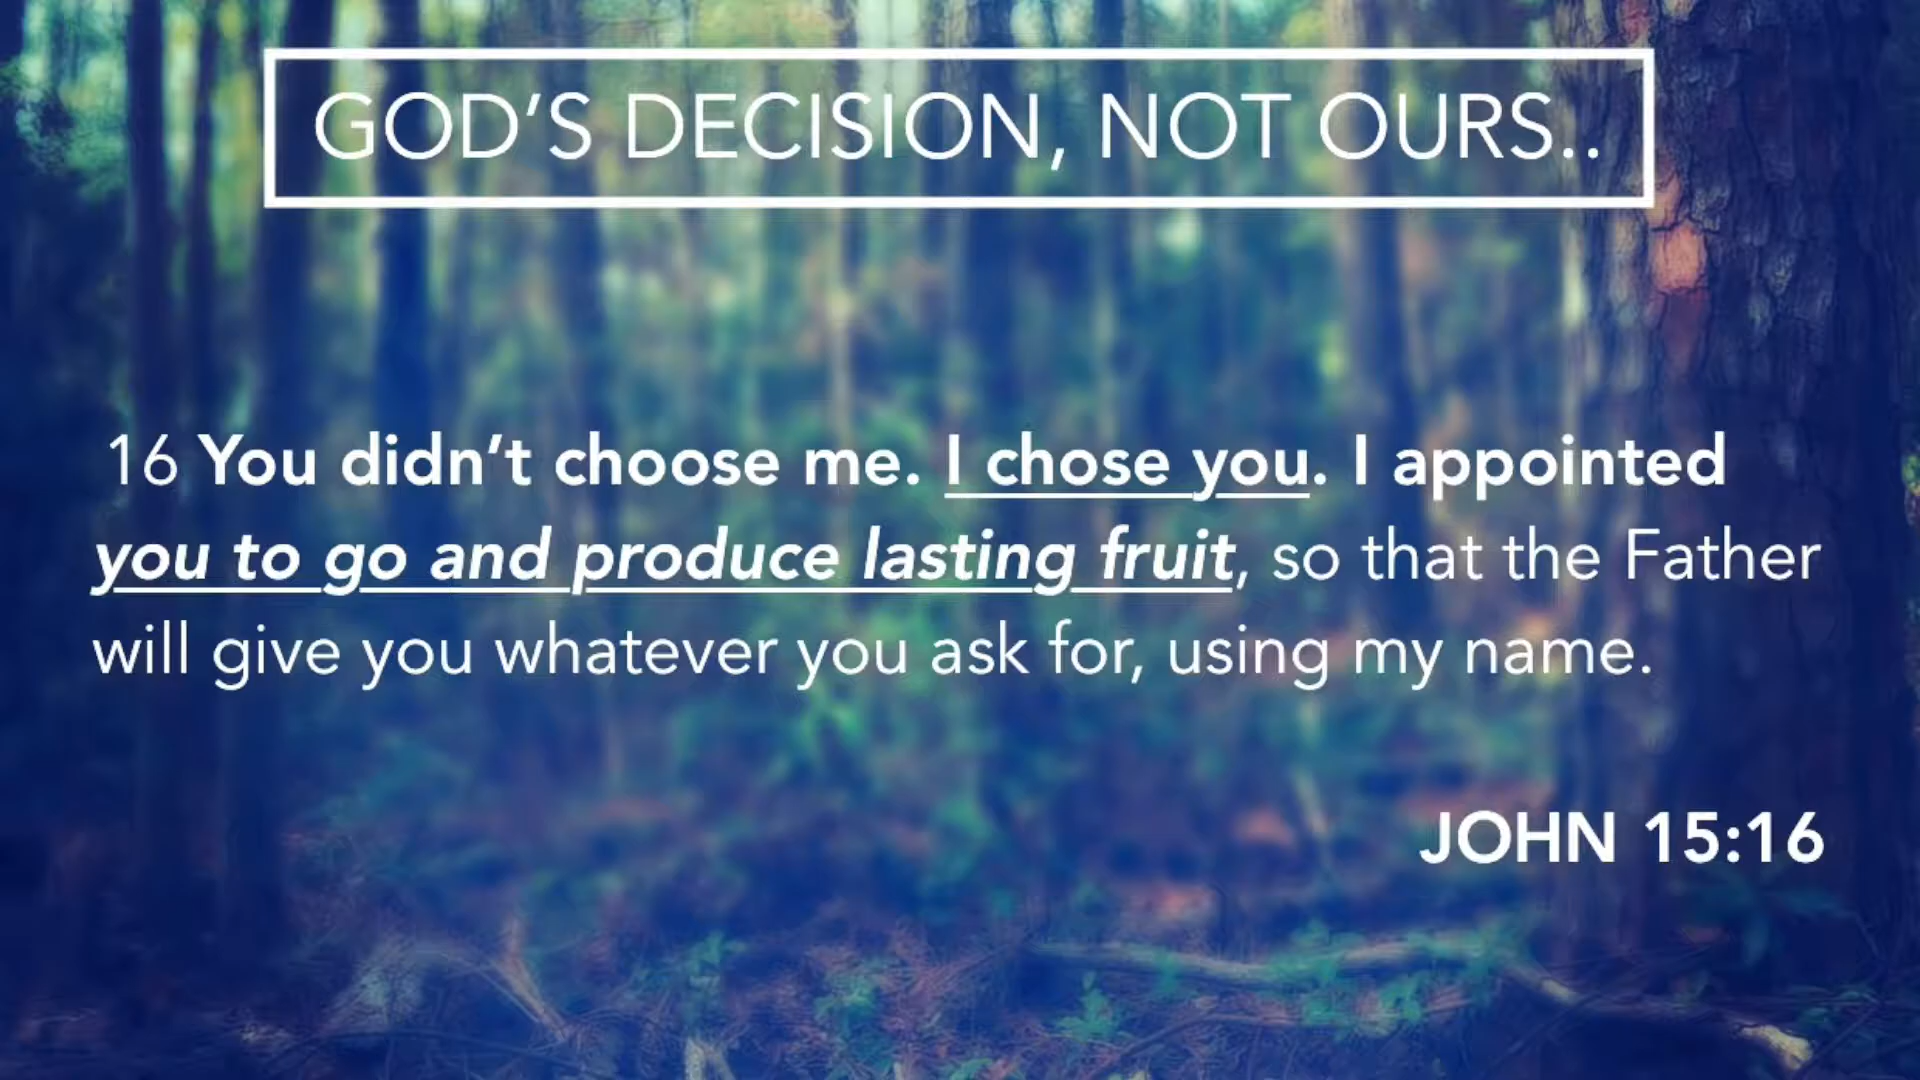 GOD’S DECISION, NOT OURS..
16 You didn’t choose me. I chose you. I appointed
you to go and produce lasting fruit, so that the Father
will give you whatever you ask for, using my name.
JOHN 15:16